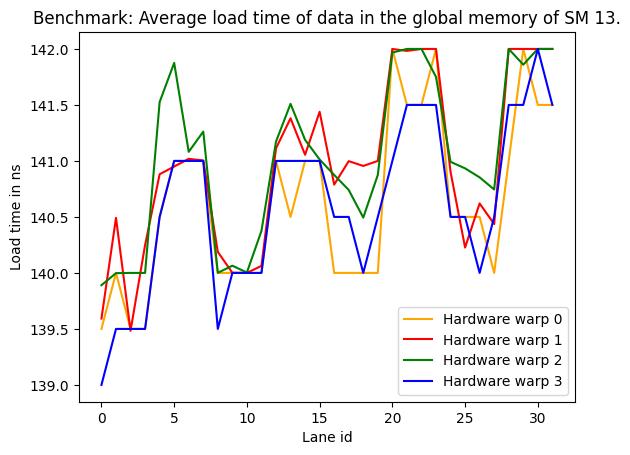 Benchmark: Average load time of data in the global memory of SM 13.
Load time in ns
142.0
141.5
141.0
140.5
140.0
139.5
139.0
0 5 10 15 20 25 30
Lane id
Hardware warp 0
Hardware warp 1
Hardware warp 2
Hardware warp 3